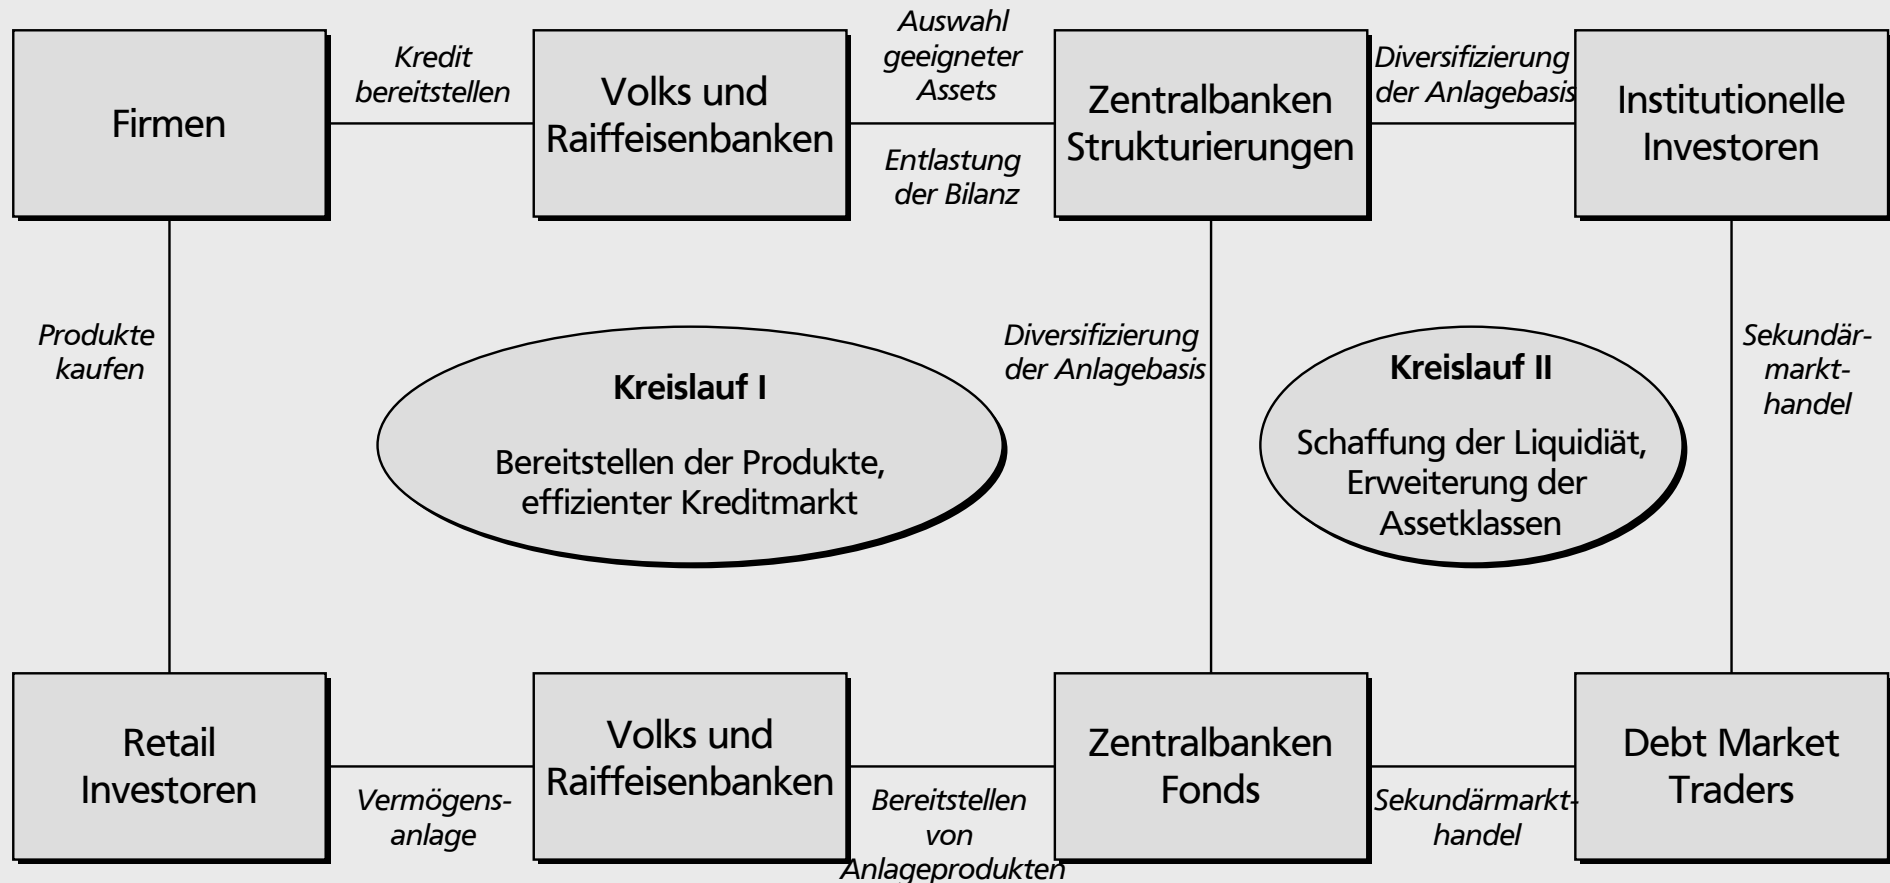 Firmen
Kredit
bereitstellen
Volks und
Raiffeisenbanken
Auswahl
geeigneter
Assets
Entlastung
der Bilanz
Zentralbanken
Strukturierungen
Diversifizierung
der Anlagebasis
Institutionelle
Investoren
Produkte
kaufen
Kreislauf I
Bereitstellen der Produkte,
effizienter Kreditmarkt
Diversifizierung
der Anlagebasis
Kreislauf II
Schaffung der Liquidiät,
Erweiterung der
Assetklassen
Sekundär-
markt-
handel
Retail
Investoren
Vermögens-
anlage
Volks und
Raiffeisenbanken
Bereitstellen
von
Anlageprodukten
Zentralbanken
Fonds
Sekundärmarkt-
handel
Debt Market
Traders